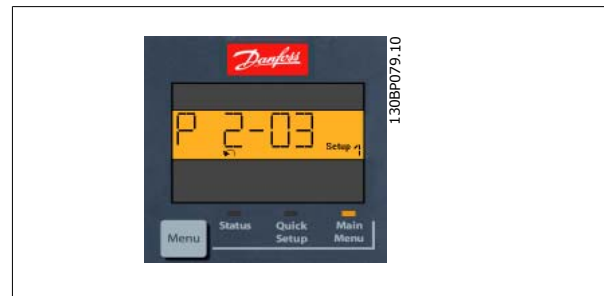 Danfoss
130BP079.10
P 2-03
Setup 1
Status
Quick Setup
Main Menu
Menu